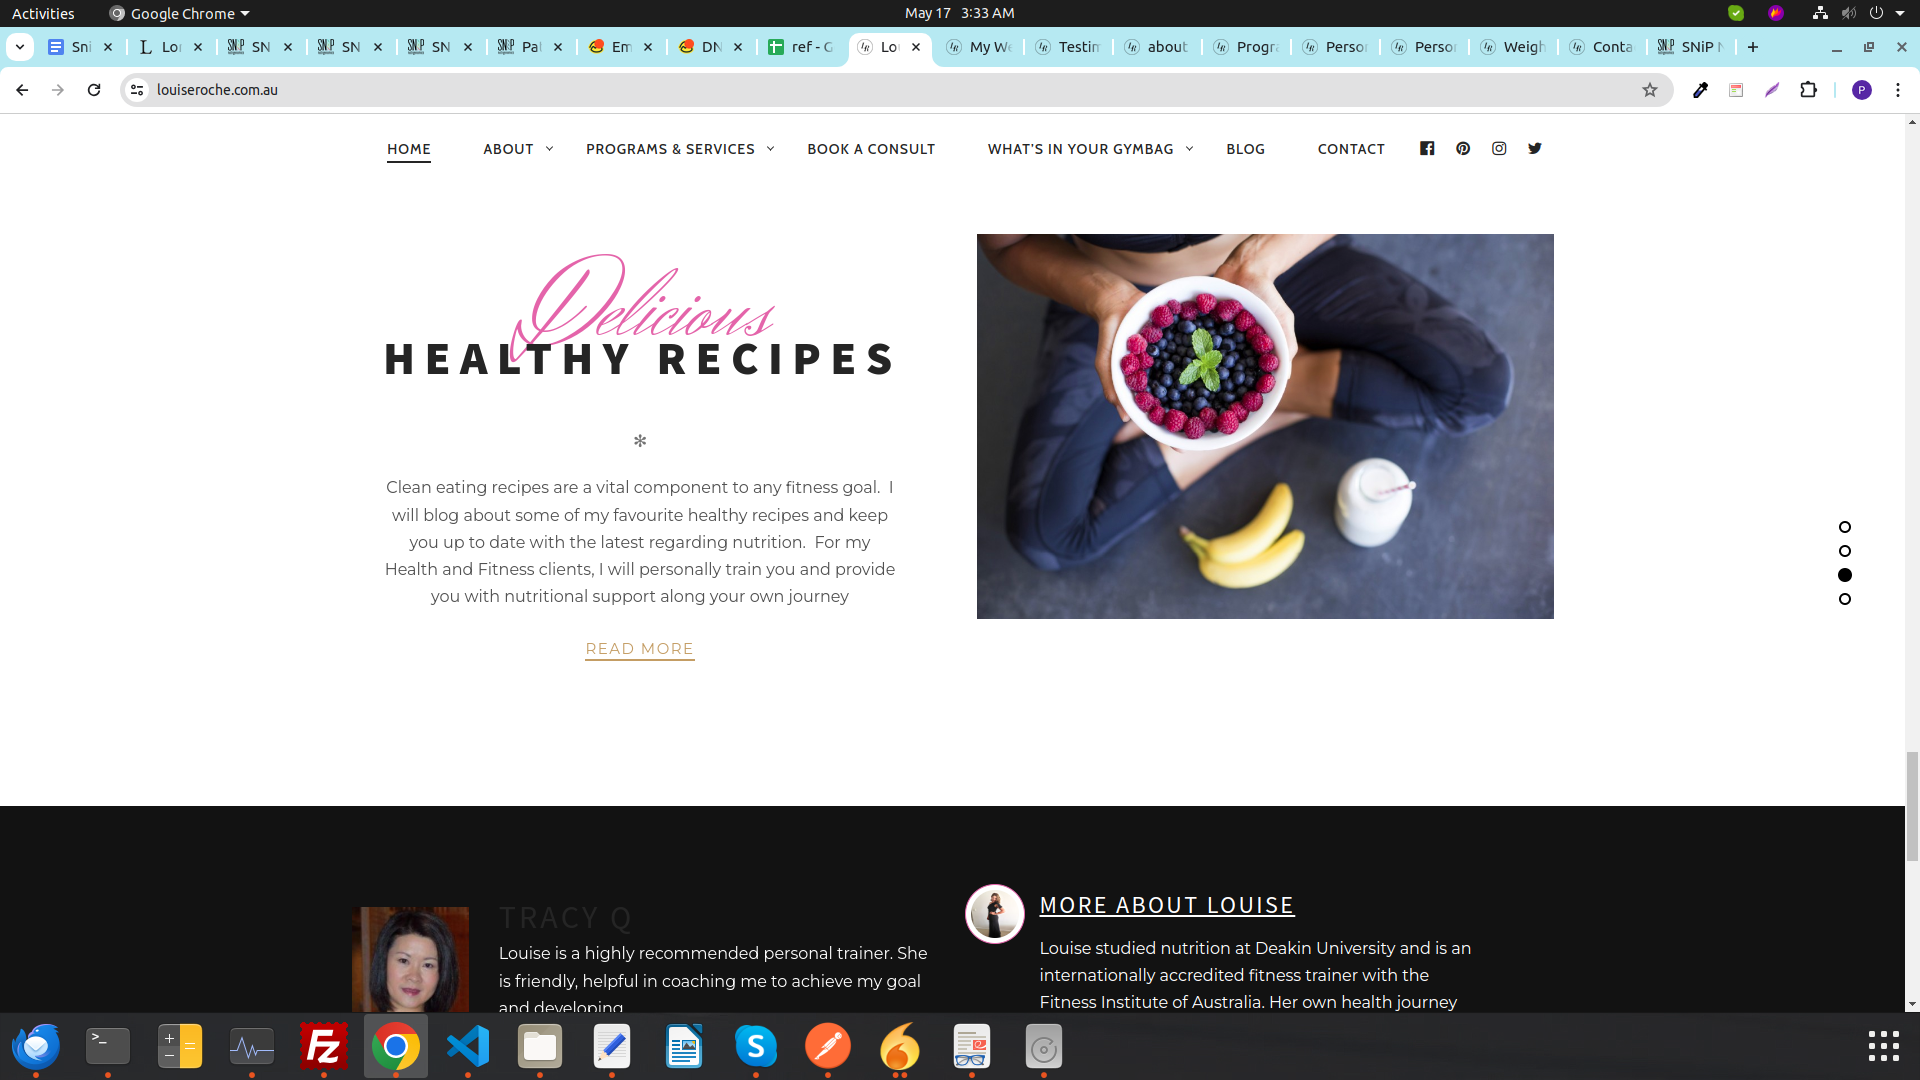 Activities
Google Chrome
May 17 3:33 AM
Sni
Lo
SN
SN
SN
Pal
Em
DN
ref - G
Lo
My We
Testim
about
Progra
Person
Person
Weigh
Conta
SNiP N
louiseroche.com.au
P
HOME
ABOUT
PROGRAMS & SERVICES
BOOK A CONSULT
WHAT'S IN YOUR GYMBAG
BLOG
CONTACT
Delicious
HEALTHY RECIPES
Clean eating recipes are a vital component to any fitness goal. I
will blog about some of my favourite healthy recipes and keep
you up to date with the latest regarding nutrition. For my
Health and Fitness clients, I will personally train you and provide
you with nutritional support along your own journey
READ MORE
TRACY Q
Louise is a highly recommended personal trainer. She
is friendly, helpful in coaching me to achieve my goal
and developing
MORE ABOUT LOUISE
Louise studied nutrition at Deakin University and is an
internationally accredited fitness trainer with the
Fitness Institute of Australia. Her own health journey